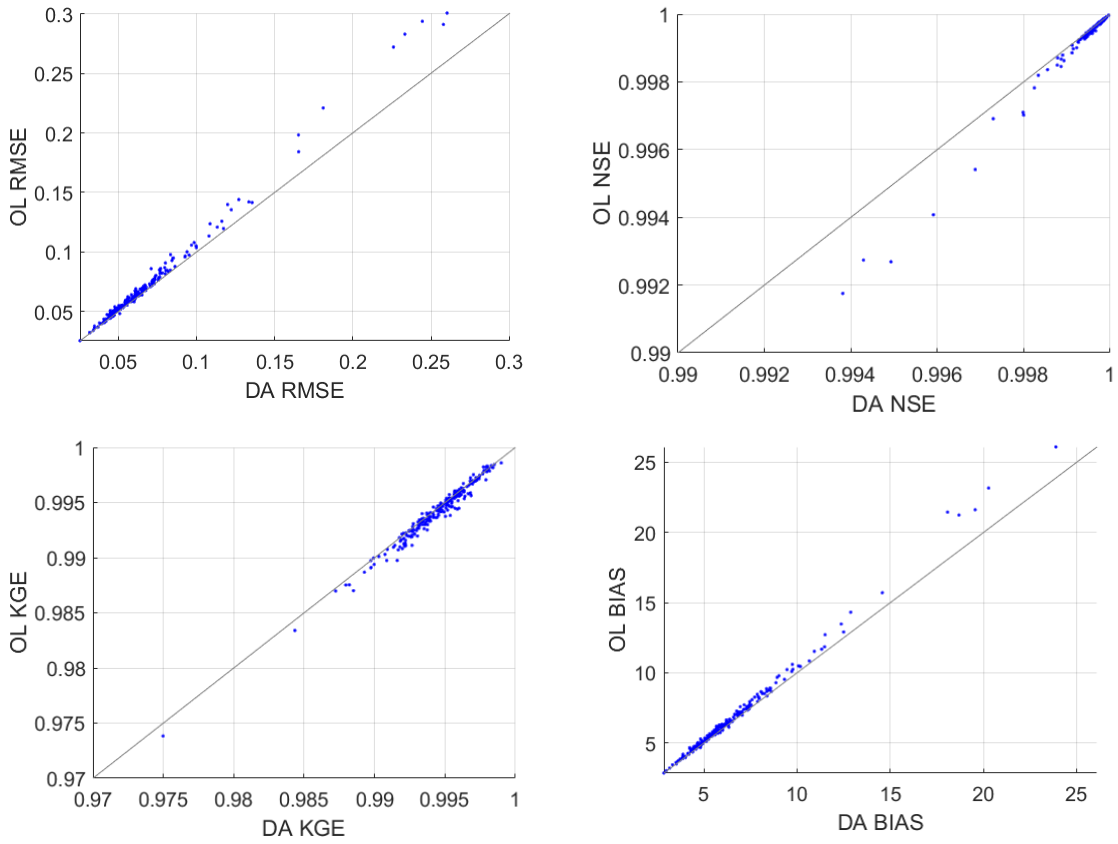 0.3
0.25
0.2
0.15
0.1
0.05
OL RMSE
0.05 0.1 0.15 0.2 0.25 0.3
DA RMSE
1
0.998
0.996
0.994
0.992
0.99
OL NSE
0.99 0.992 0.994 0.996 0.998 1
DA NSE
1
0.995
0.99
0.985
0.98
0.975
0.97
OL KGE
0.97 0.975 0.98 0.985 0.99 0.995 1
DA KGE
25
20
15
10
5
OL BIAS
5 10 15 20 25
DA BIAS